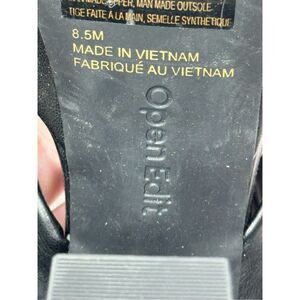 UPPER, MAN MADE OUTSOLE
TIGE FAITE À LA MAIN, SEMELLE SYNTHÉTIQUE
8.5M
MADE IN VIETNAM
FABRIQUÉ AU VIETNAM
Open Edit